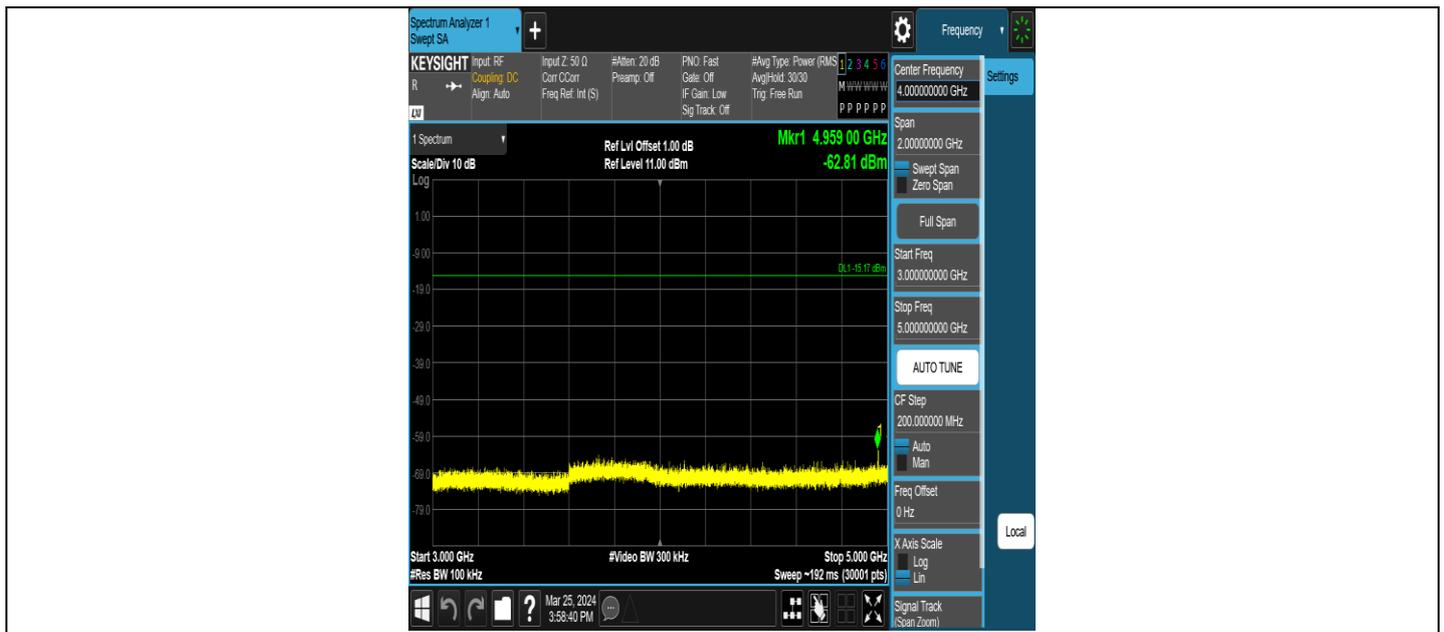 Spectrum Analyzer 1
Swept SA
+
Frequency
KEYSIGHT
R
LXI
Input: RF
Coupling: DC
Align: Auto
Input Z: 50 Ω
Corr CCorr
Freq Ref: Int (S)
#Atten: 20 dB
Preamp: Off
PNO: Fast
Gate: Off
IF Gain: Low
Sig Track: Off
#Avg Type: Power (RMS
Avg|Hold: 30/30
Trig: Free Run
1 2 3 4 5 6
M W W W W W
P P P P P P
1 Spectrum
Scale/Div 10 dB
Log
Ref Lvl Offset 1.00 dB
Ref Level 11.00 dBm
Mkr1 4.959 00 GHz
-62.81 dBm
1.00
-9.00
DL1 -15.17 dBm
-19.0
-29.0
-39.0
-49.0
-59.0
-69.0
-79.0
Start 3.000 GHz
#Video BW 300 kHz
Stop 5.000 GHz
#Res BW 100 kHz
Sweep ~192 ms (30001 pts)
?
Mar 25, 2024
3:58:40 PM
Center Frequency
4.00000000 GHz
Settings
Span
2.00000000 GHz
Swept Span
Zero Span
Full Span
Start Freq
3.000000000 GHz
Stop Freq
5.000000000 GHz
AUTO TUNE
CF Step
200.000000 MHz
Auto
Man
Freq Offset
0 Hz
X Axis Scale
Log
Lin
Local
Signal Track
(Span Zoom)